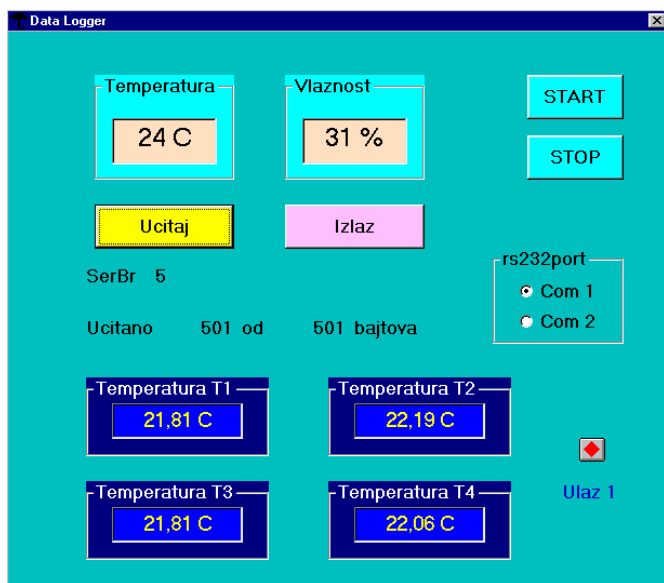 Data Logger
Temperatura
24 C
Vlaznost
31 %
START
STOP
Ucitaj
Izlaz
SerBr 5
rs232port
Com 1
Com 2
Ucitano 501 od 501 bajtova
Temperatura T1
21,81 C
Temperatura T2
22,19 C
Temperatura T3
21,81 C
Temperatura T4
22,06 C
Ulaz 1